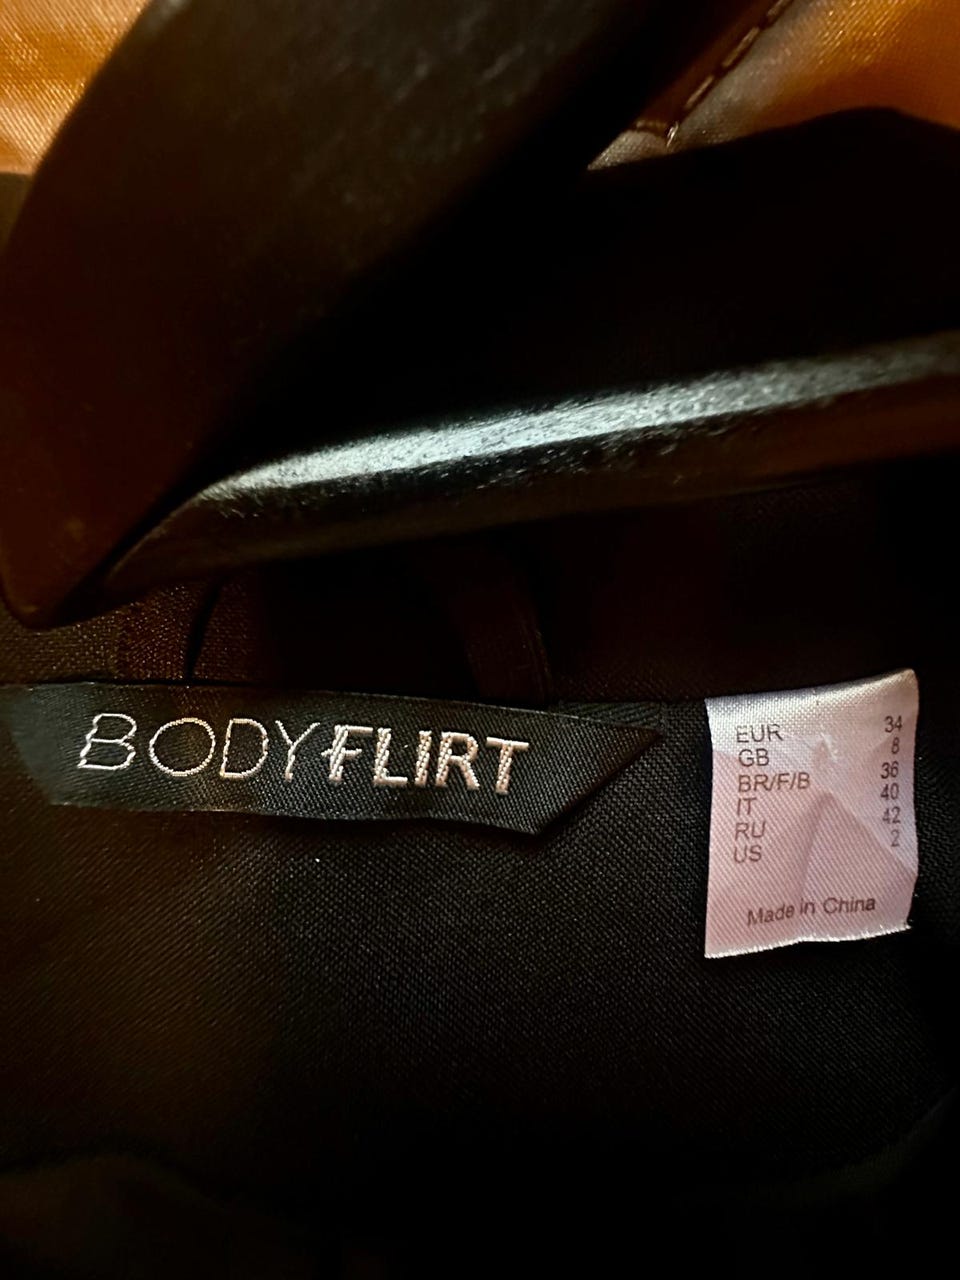 BODYFLIRT
EUR 34
GB 8
BR/F/B 36
IT 40
RU 42
US 2
Made in China